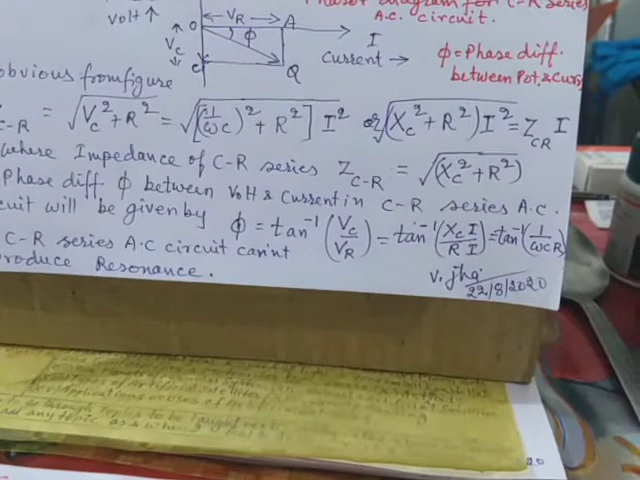 Phasor diagram for C-R series
A.C. circuit.
Volt ↑
← V_R → A
O
ϕ
V_C
I
Current →
C
Q
ϕ = Phase diff.
between Pot. & Curr
obvious from figure
C-R = √(V_C² + R²) = √[(1/ωC)² + R²] I² or √(X_C² + R²) I² = Z_CR I
where Impedance of C-R series Z_C-R = √(X_C² + R²)
Phase diff. ϕ between Volt & Current in C-R series A.C.
cuit will be given by ϕ = tan⁻¹ (V_C/V_R) = tan⁻¹ (X_C I/R I) = tan⁻¹ (1/ωCR)
C-R series A.C circuit can't
produce Resonance.
V. Jha
22/8/2020